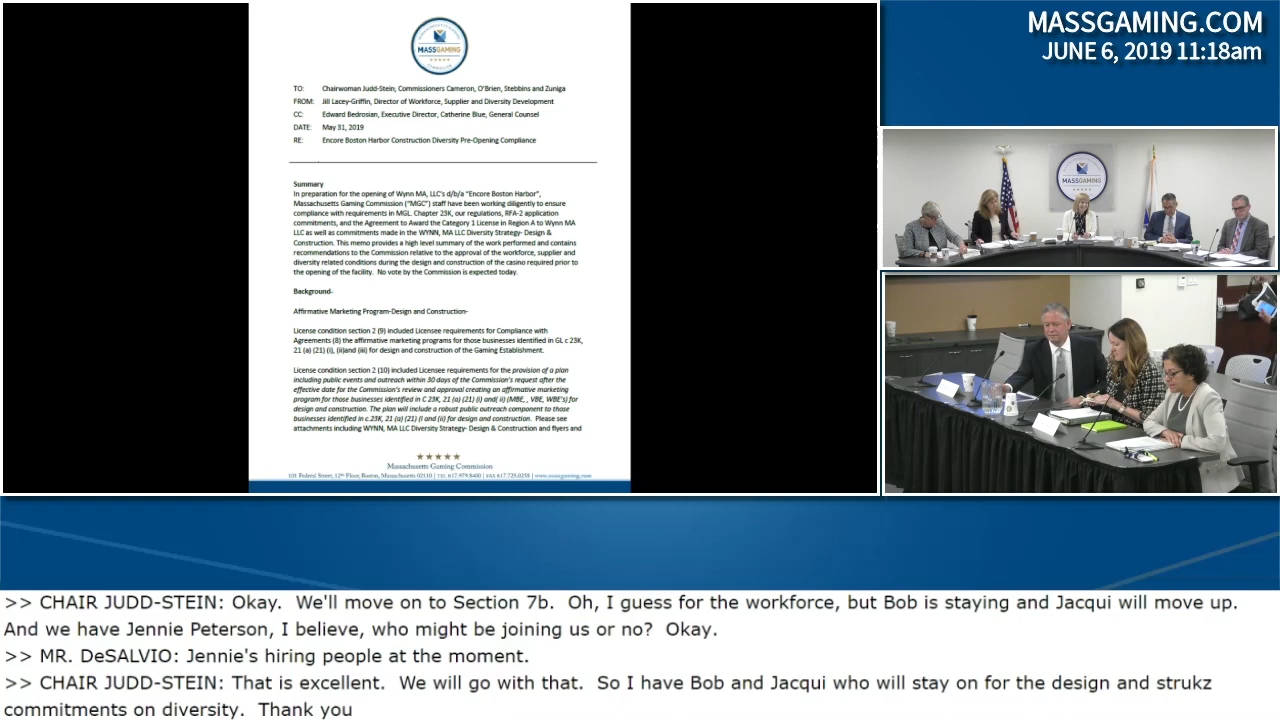 MASSGAMING.COM
JUNE 6, 2019 11:18am
MASSGAMING
TO: Chairwoman Judd-Stein, Commissioners Cameron, O'Brien, Stebbins and Zuniga
FROM: Jill Lacey-Griffin, Director of Workforce, Supplier and Diversity Development
CC: Edward Bedrosian, Executive Director, Catherine Blue, General Counsel
DATE: May 31, 2019
RE: Encore Boston Harbor Construction Diversity Pre-Opening Compliance
Summary
In preparation for the opening of Wynn MA, LLC's d/b/a "Encore Boston Harbor",
Massachusetts Gaming Commission ("MGC") staff have been working diligently to ensure
compliance with requirements in MGL. Chapter 23K, our regulations, RFA-2 application
commitments, and the Agreement to Award the Category 1 License in Region A to Wynn MA
LLC as well as commitments made in the WYNN, MA LLC Diversity Strategy- Design &
Construction. This memo provides a high level summary of the work performed and contains
recommendations to the Commission relative to the approval of the workforce, supplier and
diversity related conditions during the design and construction of the casino required prior to
the opening of the facility. No vote by the Commission is expected today.
Background-
Affirmative Marketing Program-Design and Construction-
License condition section 2 (9) included Licensee requirements for Compliance with
Agreements (8) the affirmative marketing programs for those businesses identified in GL c 23K,
21 (a) (21) (i), (ii)and (iii) for design and construction of the Gaming Establishment.
License condition section 2 (10) included Licensee requirements for the provision of a plan
including public events and outreach within 30 days of the Commission's request after the
effective date for the Commission's review and approval creating an affirmative marketing
program for those businesses identified in C 23K, 21 (a) (21) (i) and( ii) (MBE, , VBE, WBE's) for
design and construction. The plan will include a robust public outreach component to those
businesses identified in c.23K, 21 (a) (21) (I and (ii) for design and construction. Please see
attachments including WYNN, MA LLC Diversity Strategy- Design & Construction and flyers and
★★★★★
Massachusetts Gaming Commission
101 Federal Street, 12th Floor, Boston, Massachusetts 02110 | TEL 617.979.8400 | FAX 617.725.0258 | www.massgaming.com
MASSGAMING
>> CHAIR JUDD-STEIN: Okay. We'll move on to Section 7b. Oh, I guess for the workforce, but Bob is staying and Jacqui will move up.
And we have Jennie Peterson, I believe, who might be joining us or no? Okay.
>> MR. DeSALVIO: Jennie's hiring people at the moment.
>> CHAIR JUDD-STEIN: That is excellent. We will go with that. So I have Bob and Jacqui who will stay on for the design and strukz
commitments on diversity. Thank you